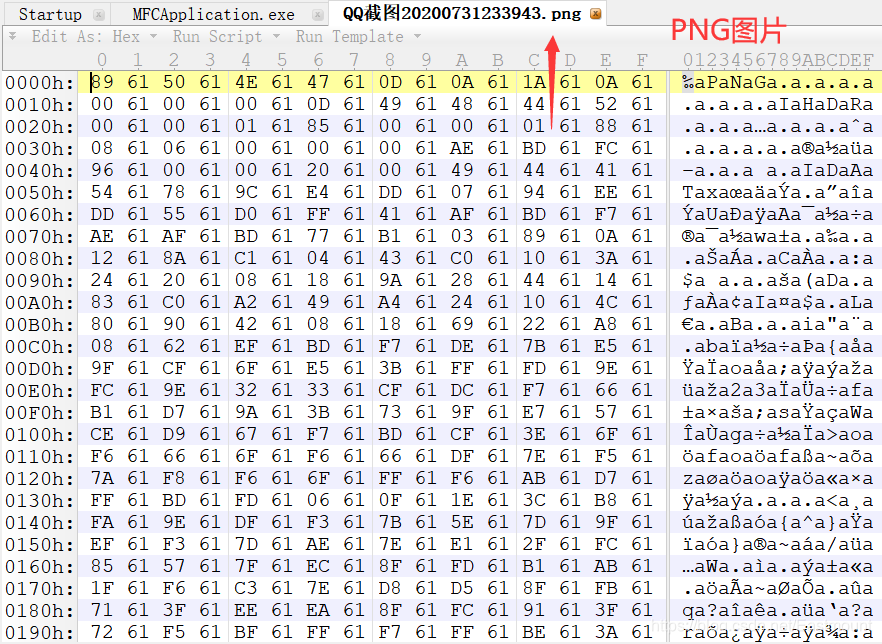 Startup MFCApplication.exe QQ截图20200731233943.png
Edit As: Hex Run Script Run Template
PNG图片
0 1 2 3 4 5 6 7 8 9 A B C D E F 0123456789ABCDEF
0000h: 89 61 50 61 4E 61 47 61 0D 61 0A 61 1A 61 0A 61 ‰aPaNaGa.a.a.a.a
0010h: 00 61 00 61 00 61 0D 61 49 61 48 61 44 61 52 61 .a.a.a.aIaHaDaRa
0020h: 00 61 00 61 01 61 85 61 00 61 00 61 01 61 88 61 .a.a.a…a.a.a.aˆa
0030h: 08 61 06 61 00 61 00 61 00 61 AE 61 BD 61 FC 61 .a.a.a.a.a®a½aüa
0040h: 96 61 00 61 00 61 20 61 00 61 49 61 44 61 41 61 –a.a.a a.aIaDaAa
0050h: 54 61 78 61 9C 61 E4 61 DD 61 07 61 94 61 EE 61 TaxaœaäaÝa.a”aîa
0060h: DD 61 55 61 D0 61 FF 61 41 61 AF 61 BD 61 F7 61 ÝaUaÐaÿaAa¯a½a÷a
0070h: AE 61 AF 61 BD 61 77 61 B1 61 03 61 89 61 0A 61 ®a¯a½awa±a.a‰a.a
0080h: 12 61 8A 61 C1 61 04 61 43 61 C0 61 10 61 3A 61 .aŠaÁa.aCaÀa.a:a
0090h: 24 61 20 61 08 61 18 61 9A 61 28 61 44 61 14 61 $a a.a.aša(aDa.a
00A0h: 83 61 C0 61 A2 61 49 61 A4 61 24 61 10 61 4C 61 ƒaÀa¢aIa¤a$a.aLa
00B0h: 80 61 90 61 42 61 08 61 18 61 69 61 22 61 A8 61 €a.aBa.a.aia"a¨a
00C0h: 08 61 62 61 EF 61 BD 61 F7 61 DE 61 7B 61 E5 61 .abaïa½a÷aÞa{aåa
00D0h: 9F 61 CF 61 6F 61 E5 61 3B 61 FF 61 FD 61 9E 61 ŸaÏaoaåa;aÿaýaža
00E0h: FC 61 9E 61 32 61 33 61 CF 61 DC 61 F7 61 66 61 üaža2a3aÏaÜa÷afa
00F0h: B1 61 D7 61 9A 61 3B 61 73 61 9F 61 E7 61 57 61 ±a×aša;asaŸaçaWa
0100h: CE 61 D9 61 67 61 F7 61 BD 61 CF 61 3E 61 6F 61 ÎaÙaga÷a½aÏa>aoa
0110h: F6 61 66 61 6F 61 F6 61 66 61 DF 61 7E 61 F5 61 öafaoaöafaßa~aõa
0120h: 7A 61 F8 61 F6 61 6F 61 FF 61 F6 61 AB 61 D7 61 zaøaöaoaÿaöa«a×a
0130h: FF 61 BD 61 FD 61 06 61 0F 61 1E 61 3C 61 B8 61 ÿa½aýa.a.a.a<a¸a
0140h: FA 61 9E 61 DF 61 F3 61 7B 61 5E 61 7D 61 9F 61 úažaßaóa{a^a}aŸa
0150h: EF 61 F3 61 7D 61 AE 61 7E 61 E1 61 2F 61 FC 61 ïaóa}a®a~aáa/aüa
0160h: 85 61 57 61 7F 61 EC 61 8F 61 FD 61 B1 61 AB 61 …aWa.aìa.aýa±a«a
0170h: 1F 61 F6 61 C3 61 7E 61 D8 61 D5 61 8F 61 FB 61 .aöaÃa~aØaÕa.aûa
0180h: 71 61 3F 61 EE 61 EA 61 8F 61 FC 61 91 61 3F 61 qa?aîaêa.aüa‘a?a
0190h: 72 61 F5 61 BF 61 FF 61 F7 61 FF 61 BE 61 3A 61 raõa¿aÿa÷aÿa¾a:a